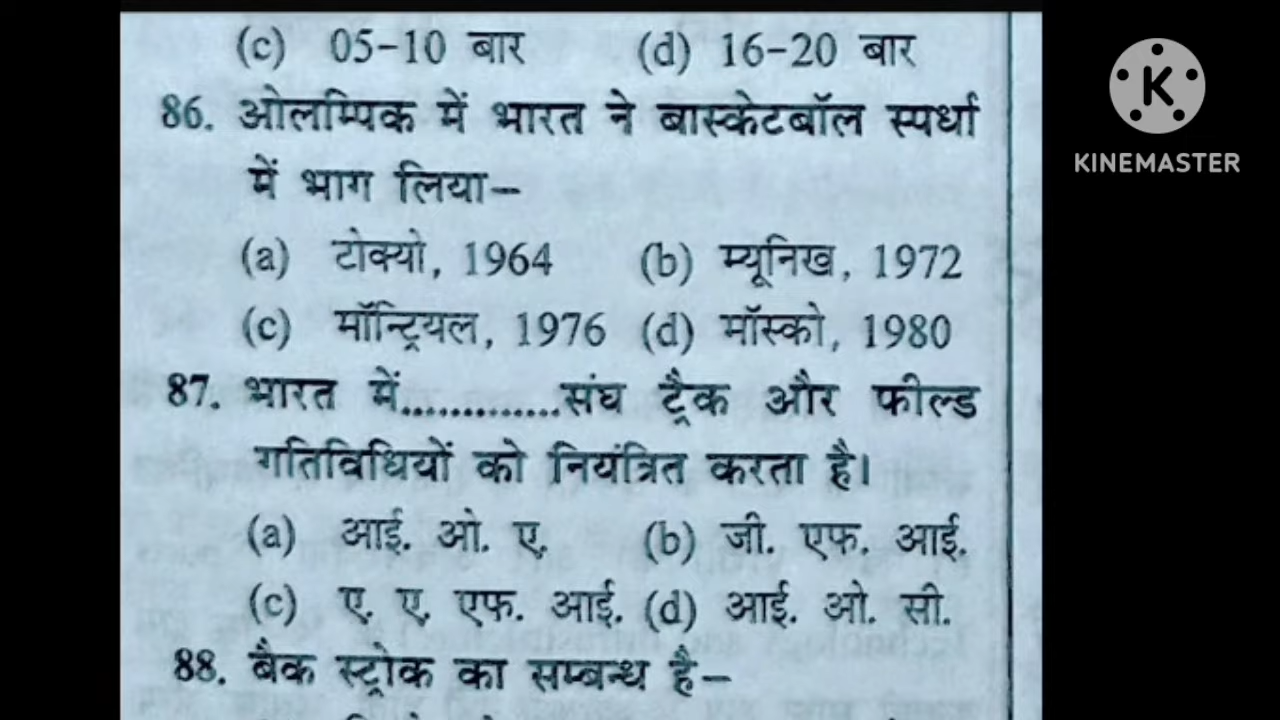 (c) 05-10 बार (d) 16-20 बार
86. ओलम्पिक में भारत ने बास्केटबॉल स्पर्धा
में भाग लिया-
(a) टोक्यो, 1964 (b) म्यूनिख, 1972
(c) मॉन्ट्रियल, 1976 (d) मॉस्को, 1980
87. भारत में.............संघ ट्रैक और फील्ड
गतिविधियों को नियंत्रित करता है।
(a) आई. ओ. ए. (b) जी. एफ. आई.
(c) ए. ए. एफ. आई. (d) आई. ओ. सी.
88. बैक स्ट्रोक का सम्बन्ध है-
K
KINEMASTER